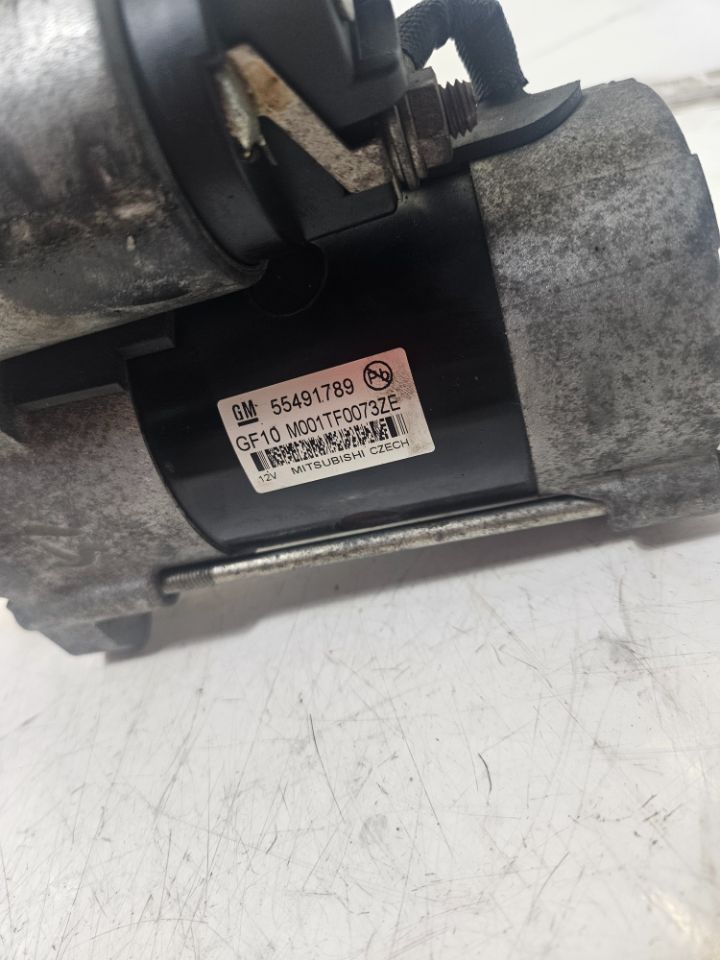 GM 55491789 Pb
GF10 M001TF0073ZE
12V MITSUBISHI CZECH